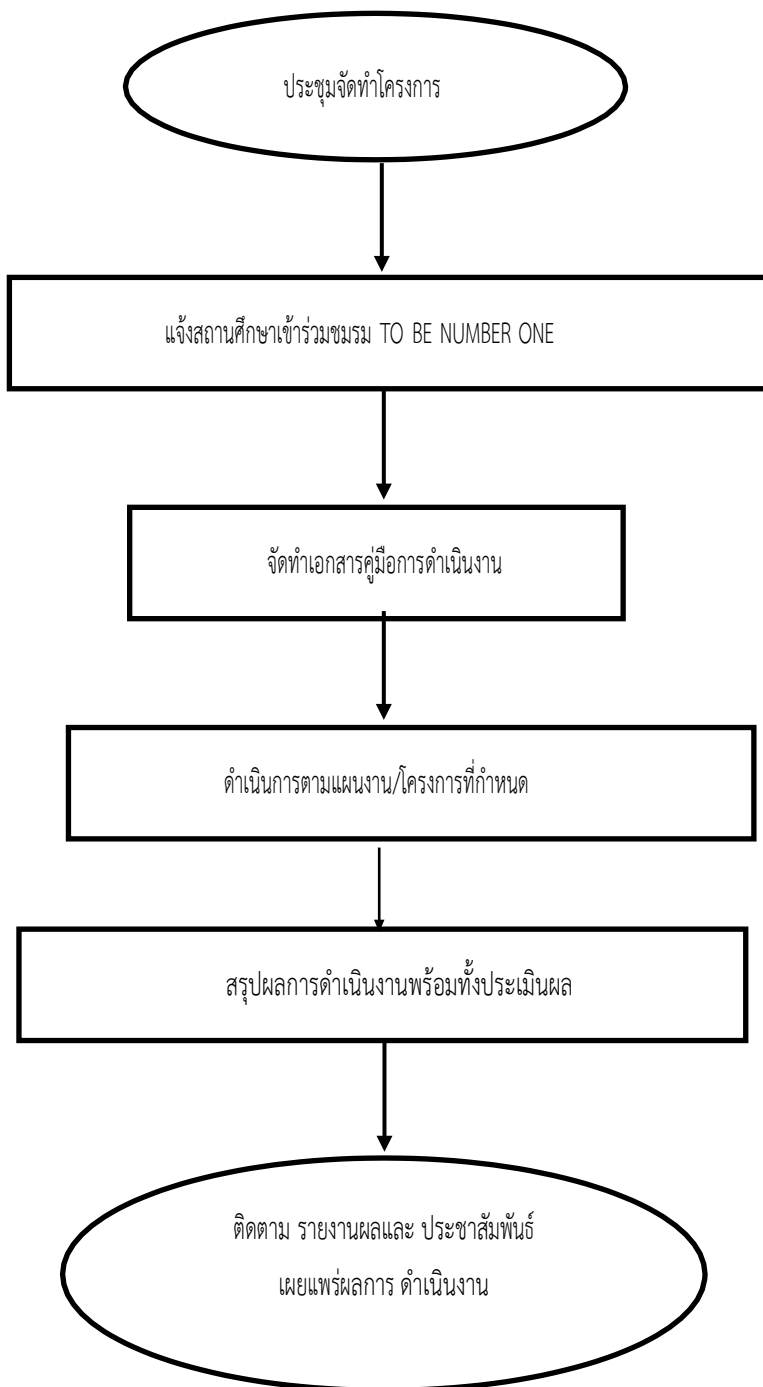 ประชุมจัดทำโครงการ
แจ้งสถานศึกษาเข้าร่วมชมรม TO BE NUMBER ONE
จัดทำเอกสารคู่มือการดำเนินงาน
ดำเนินการตามแผนงาน/โครงการที่กำหนด
สรุปผลการดำเนินงานพร้อมทั้งประเมินผล
ติดตาม รายงานผลและ ประชาสัมพันธ์
เผยแพร่ผลการ ดำเนินงาน